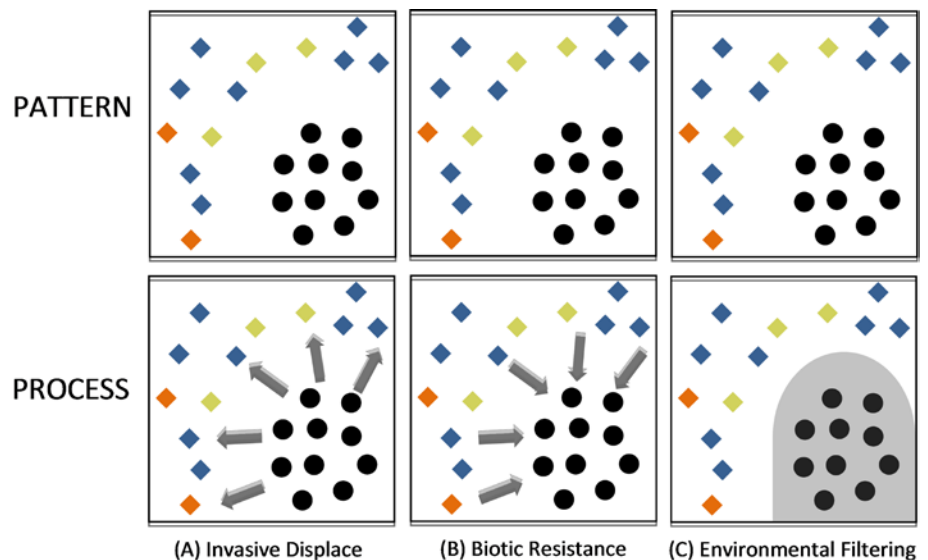 PATTERN
PROCESS
(A) Invasive Displace
(B) Biotic Resistance
(C) Environmental Filtering